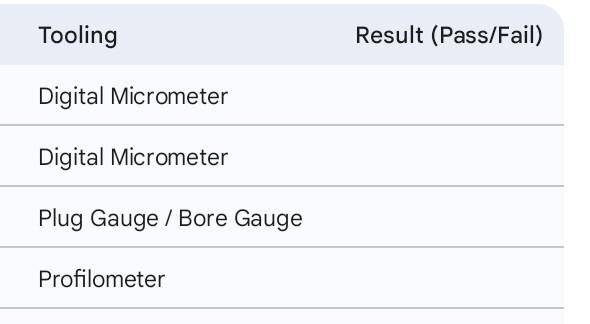 Tooling Result (Pass/Fail)
Digital Micrometer
Digital Micrometer
Plug Gauge / Bore Gauge
Profilometer